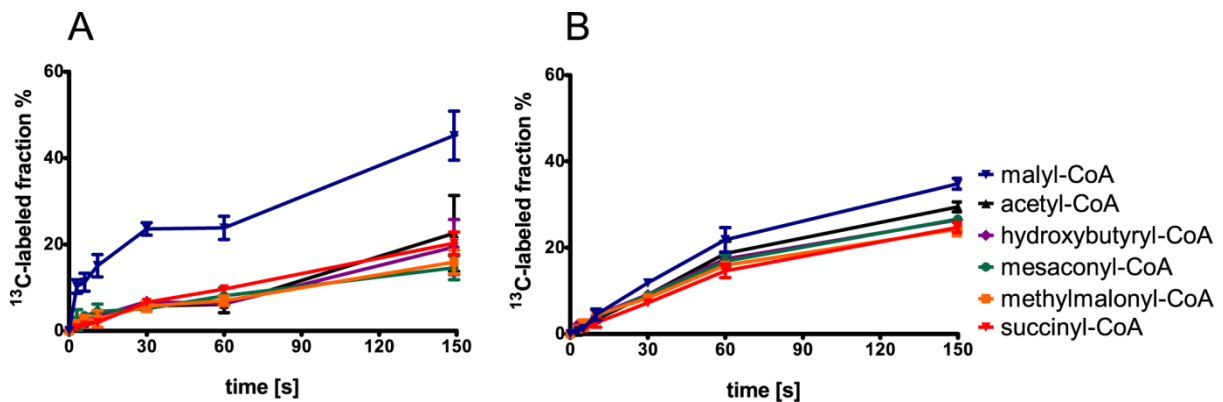 A
60
40
20
0
¹³C-labeled fraction %
0 30 60 90 120 150
time [s]
B
60
40
20
0
¹³C-labeled fraction %
0 30 60 90 120 150
time [s]
malyl-CoA
acetyl-CoA
hydroxybutyryl-CoA
mesaconyl-CoA
methylmalonyl-CoA
succinyl-CoA